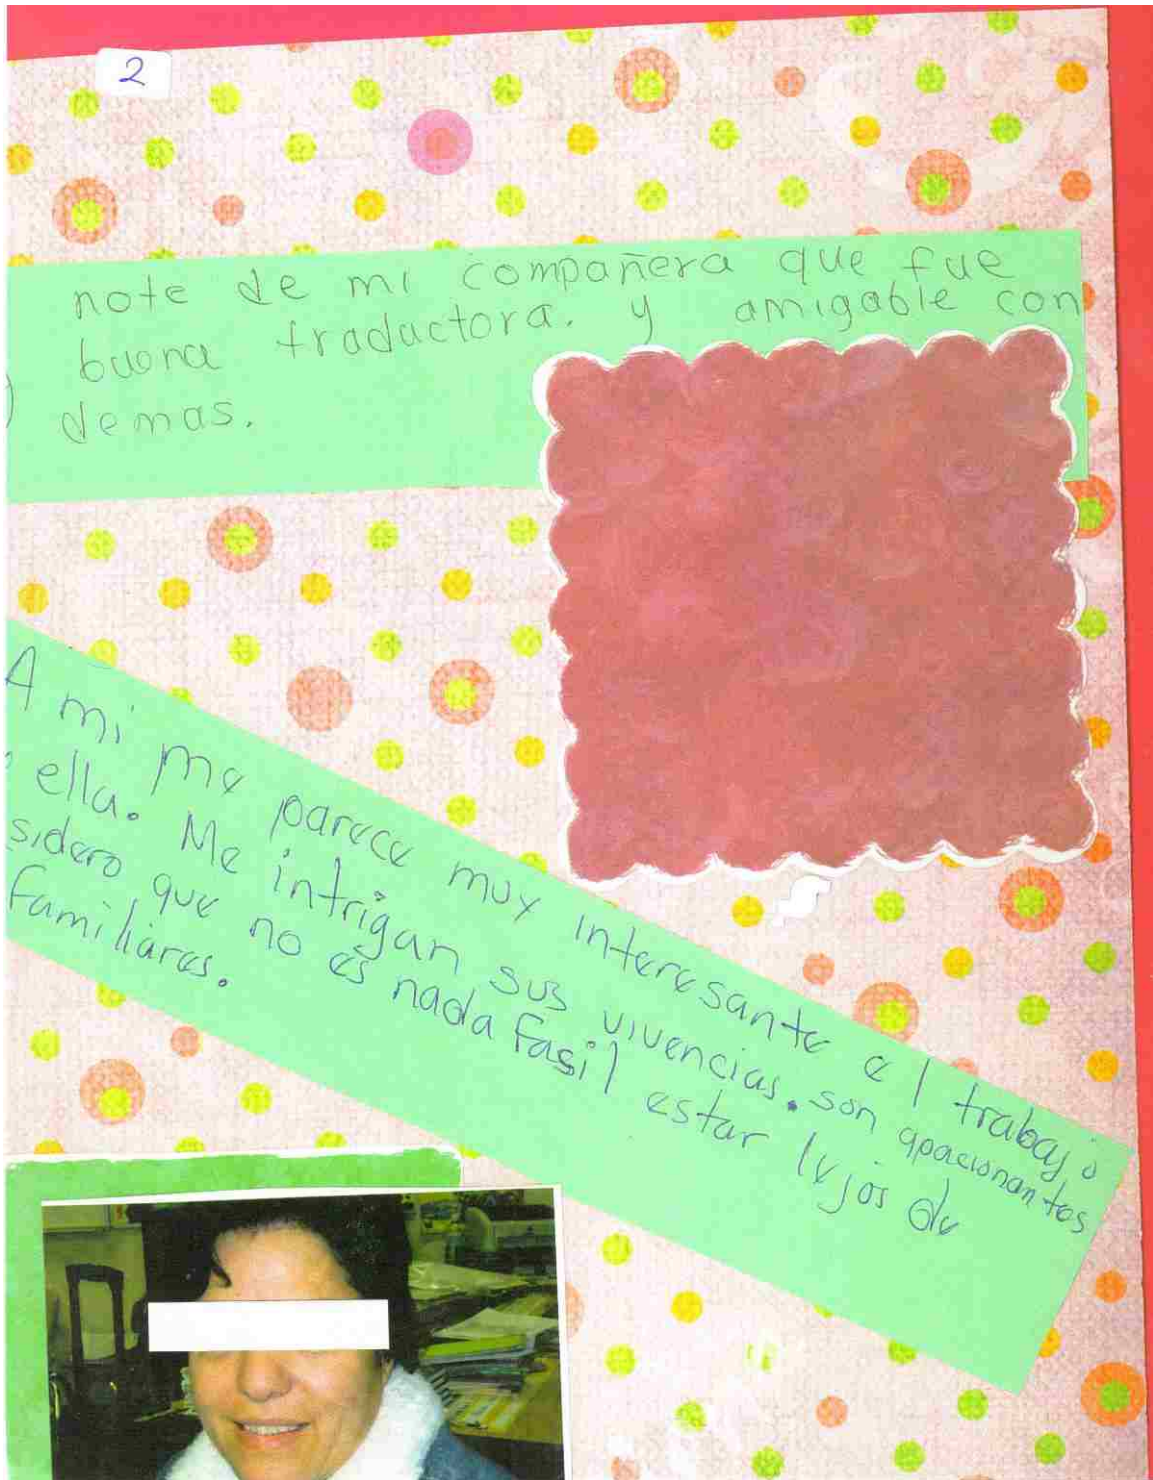 2
note de mi compañera que fue
buena traductora. y amigable con
demas.
A mi me parece muy interesante el trabajo
ella. Me intrigan sus vivencias. son apacionantes
sidero que no es nada fasil estar lejos de
familiares.